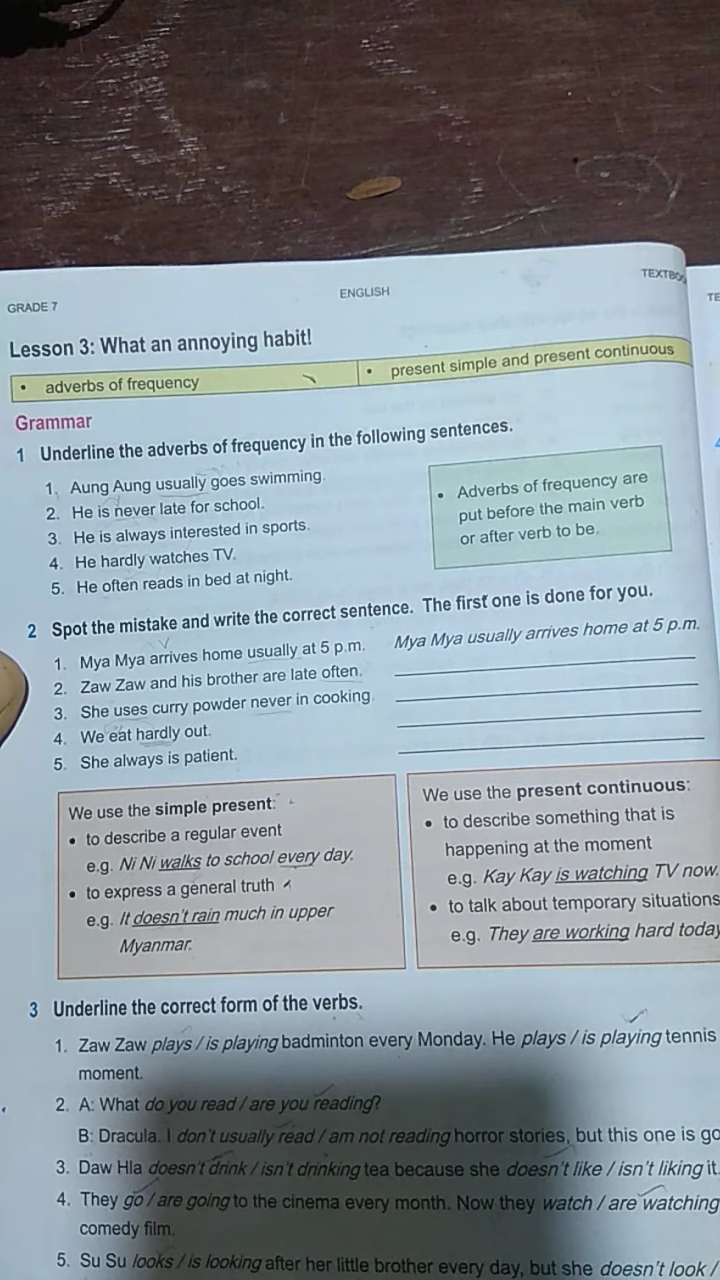 GRADE 7
ENGLISH
Lesson 3: What an annoying habit!
• adverbs of frequency
• present simple and present continuous
Grammar
1 Underline the adverbs of frequency in the following sentences.
1. Aung Aung usually goes swimming.
2. He is never late for school.
3. He is always interested in sports.
4. He hardly watches TV.
5. He often reads in bed at night.
• Adverbs of frequency are
put before the main verb
or after verb to be.
2 Spot the mistake and write the correct sentence. The first one is done for you.
1. Mya Mya arrives home usually at 5 p.m. Mya Mya usually arrives home at 5 p.m.
2. Zaw Zaw and his brother are late often.
3. She uses curry powder never in cooking.
4. We eat hardly out.
5. She always is patient.
We use the simple present:
• to describe a regular event
e.g. Ni Ni walks to school every day.
• to express a general truth
e.g. It doesn't rain much in upper
Myanmar.
We use the present continuous:
• to describe something that is
happening at the moment
e.g. Kay Kay is watching TV now.
• to talk about temporary situations
e.g. They are working hard today
3 Underline the correct form of the verbs.
1. Zaw Zaw plays / is playing badminton every Monday. He plays / is playing tennis
moment.
2. A: What do you read / are you reading?
B: Dracula. I don't usually read / am not reading horror stories, but this one is
3. Daw Hla doesn't drink / isn't drinking tea because she doesn't like / isn't liking it.
4. They go / are going to the cinema every month. Now they watch / are watching
comedy film.
5. Su Su looks / is looking after her little brother every day, but she doesn't look /